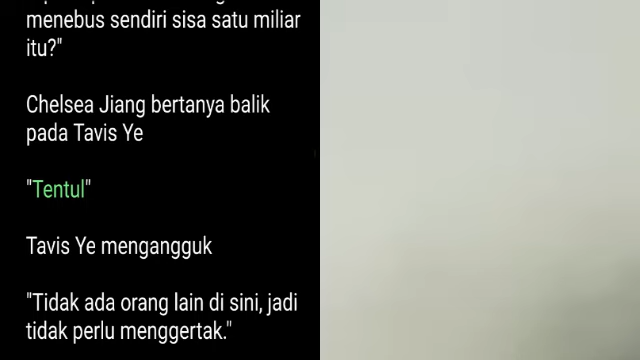 menebus sendiri sisa satu miliar
itu?"
Chelsea Jiang bertanya balik
pada Tavis Ye
"Tentul"
Tavis Ye mengangguk
"Tidak ada orang lain di sini, jadi
tidak perlu menggertak."